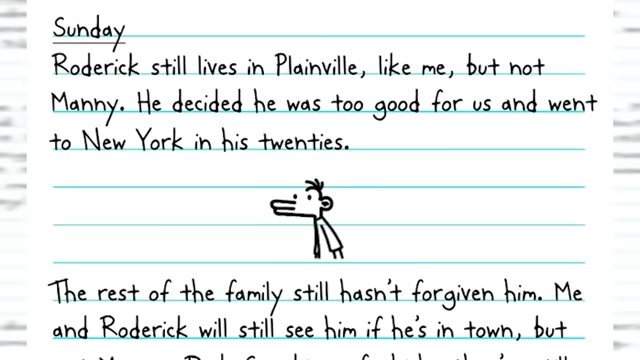 Sunday
Roderick still lives in Plainville, like me, but not
Manny. He decided he was too good for us and went
to New York in his twenties.
The rest of the family still hasn't forgiven him. Me
and Roderick will still see him if he's in town, but